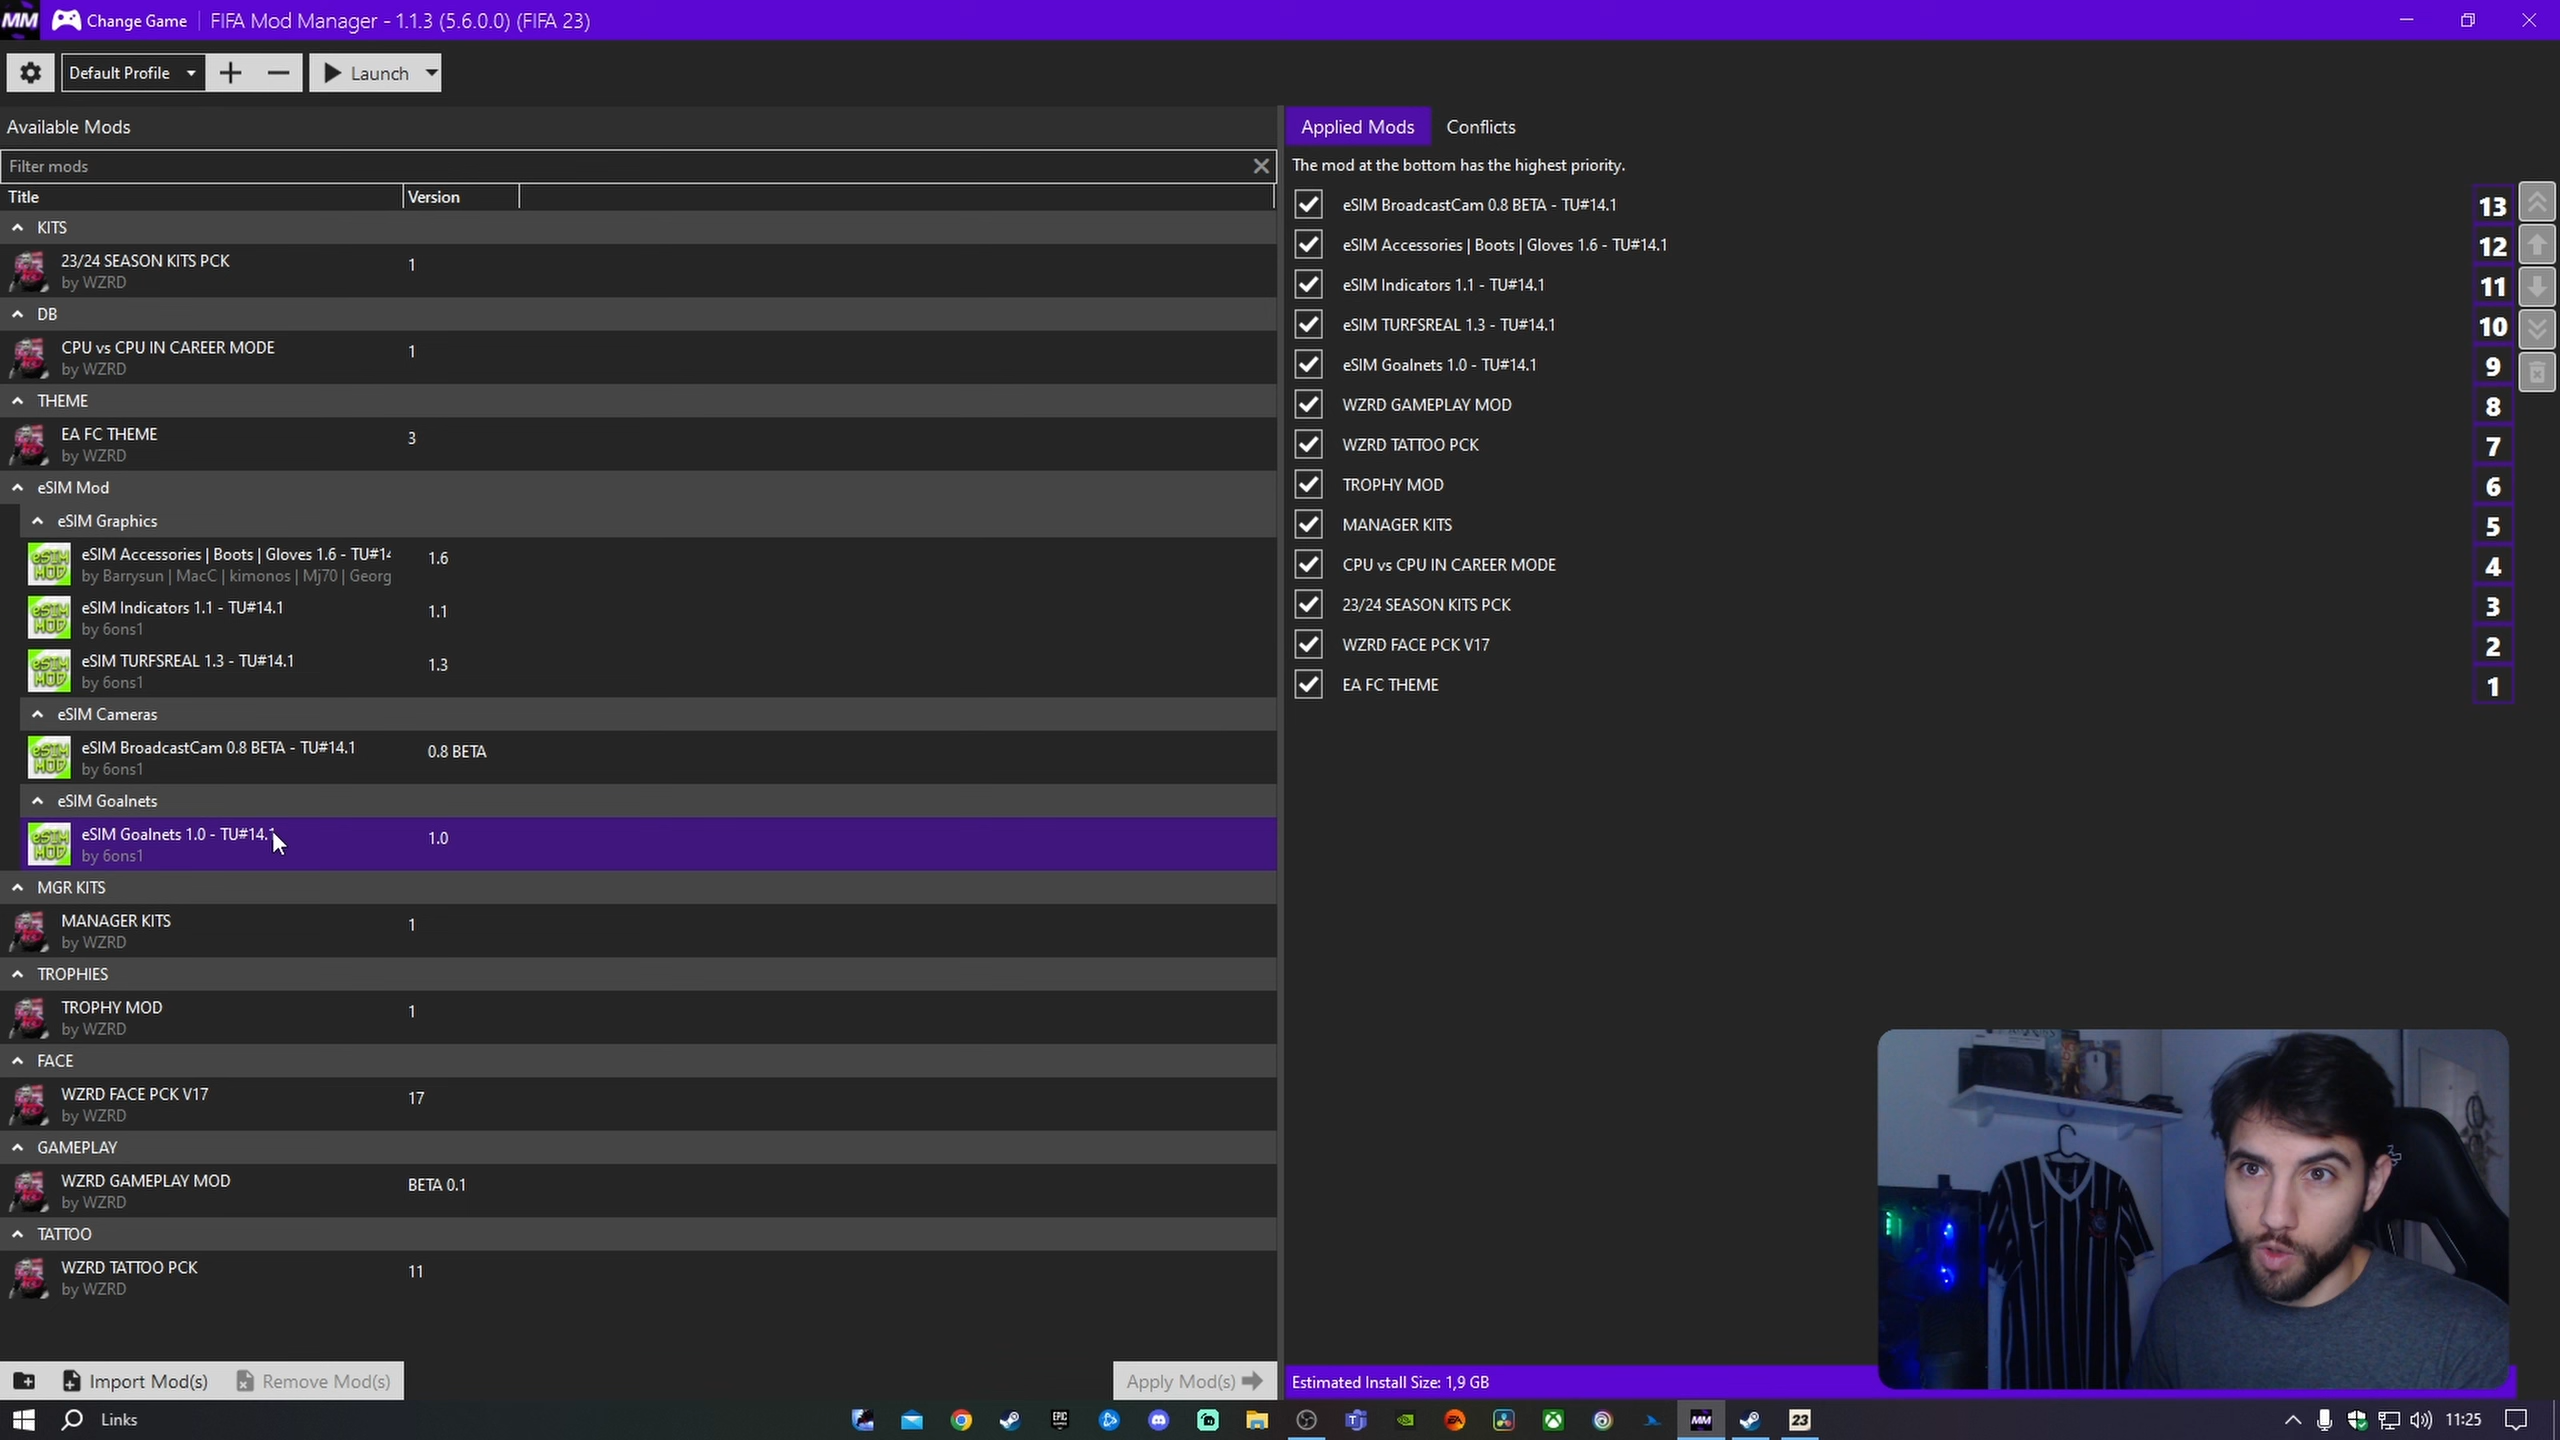 MM Change Game FIFA Mod Manager - 1.1.3 (5.6.0.0) (FIFA 23)
Default Profile Launch
Available Mods
Filter mods
Title Version
KITS
23/24 SEASON KITS PCK 1
by WZRD
DB
CPU vs CPU IN CAREER MODE 1
by WZRD
THEME
EA FC THEME 3
by WZRD
eSIM Mod
eSIM Graphics
eSIM Accessories | Boots | Gloves 1.6 - TU#14 1.6
by Barrysun | MacC | kimonos | Mj70 | Georg
eSIM Indicators 1.1 - TU#14.1 1.1
by 6ons1
eSIM TURFSREAL 1.3 - TU#14.1 1.3
by 6ons1
eSIM Cameras
eSIM BroadcastCam 0.8 BETA - TU#14.1 0.8 BETA
by 6ons1
eSIM Goalnets
eSIM Goalnets 1.0 - TU#14.1 1.0
by 6ons1
MGR KITS
MANAGER KITS 1
by WZRD
TROPHIES
TROPHY MOD 1
by WZRD
FACE
WZRD FACE PCK V17 17
by WZRD
GAMEPLAY
WZRD GAMEPLAY MOD BETA 0.1
by WZRD
TATTOO
WZRD TATTOO PCK 11
by WZRD
Import Mod(s) Remove Mod(s) Apply Mod(s)
Applied Mods Conflicts
The mod at the bottom has the highest priority.
eSIM BroadcastCam 0.8 BETA - TU#14.1 13
eSIM Accessories | Boots | Gloves 1.6 - TU#14.1 12
eSIM Indicators 1.1 - TU#14.1 11
eSIM TURFSREAL 1.3 - TU#14.1 10
eSIM Goalnets 1.0 - TU#14.1 9
WZRD GAMEPLAY MOD 8
WZRD TATTOO PCK 7
TROPHY MOD 6
MANAGER KITS 5
CPU vs CPU IN CAREER MODE 4
23/24 SEASON KITS PCK 3
WZRD FACE PCK V17 2
EA FC THEME 1
Estimated Install Size: 1,9 GB
Links EPIC EA MM 23 11:25